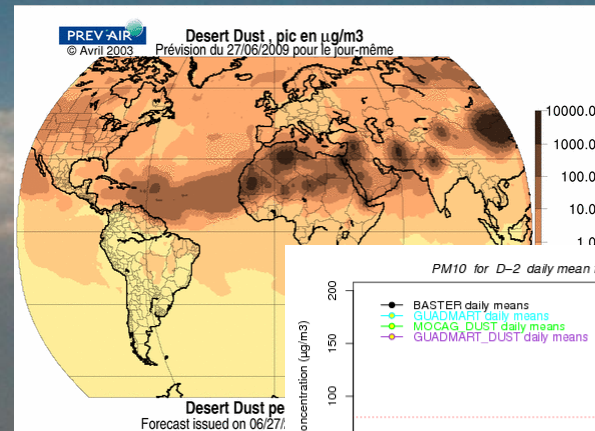 PREV'AIR
© Avril 2003
Desert Dust , pic en µg/m3
Prévision du 27/06/2009 pour le jour-même
10000.0
1000.0
100.0
10.0
1.0
PM10 for D-2 daily mean
200
150
100
BASTER daily means
GUADMART daily means
MOCAG_DUST daily means
GUADMART_DUST daily means
oncentration (µg/m3)
Desert Dust pe
Forecast issued on 06/27/